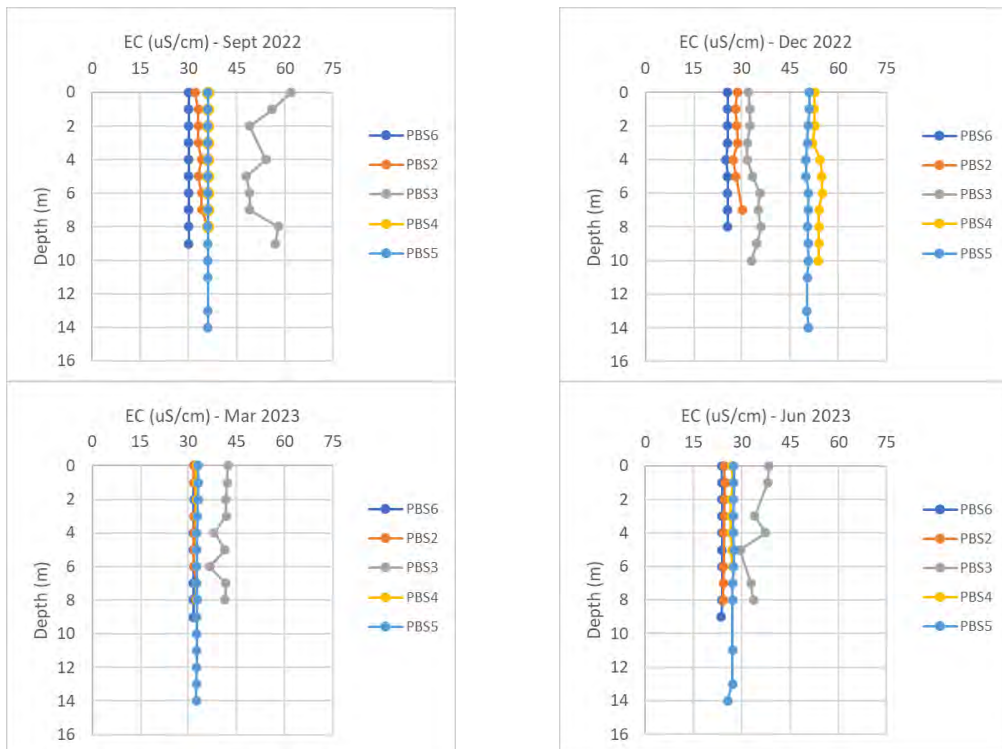 EC (uS/cm) - Sept 2022
0 15 30 45 60 75
0
2
4
6
8
10
12
14
16
Depth (m)
PBS6
PBS2
PBS3
PBS4
PBS5
EC (uS/cm) - Dec 2022
0 15 30 45 60 75
0
2
4
6
8
10
12
14
16
Depth (m)
PBS6
PBS2
PBS3
PBS4
PBS5
EC (uS/cm) - Mar 2023
0 15 30 45 60 75
0
2
4
6
8
10
12
14
16
Depth (m)
PBS6
PBS2
PBS3
PBS4
PBS5
EC (uS/cm) - Jun 2023
0 15 30 45 60 75
0
2
4
6
8
10
12
14
16
Depth (m)
PBS6
PBS2
PBS3
PBS4
PBS5